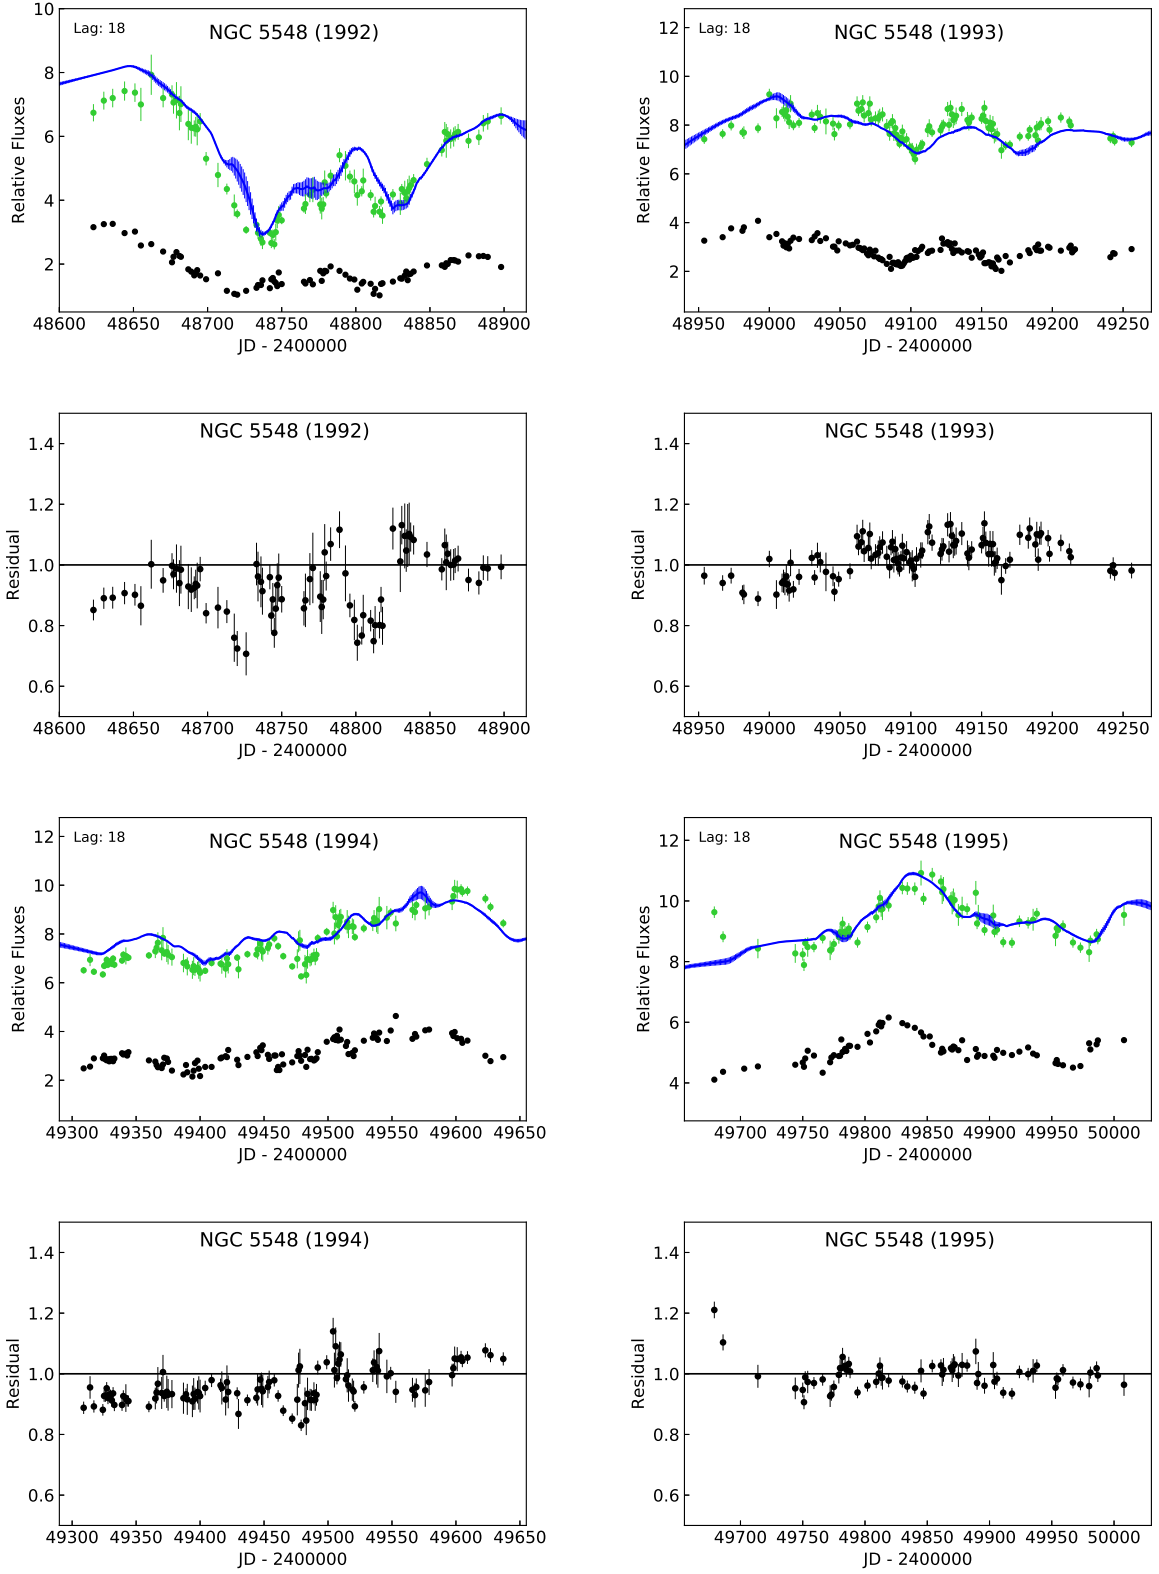 Lag: 18
NGC 5548 (1992)
Relative Fluxes
10
8
6
4
2
48600 48650 48700 48750 48800 48850 48900
JD - 2400000
Lag: 18
NGC 5548 (1993)
Relative Fluxes
12
10
8
6
4
2
48950 49000 49050 49100 49150 49200 49250
JD - 2400000
NGC 5548 (1992)
Residual
1.4
1.2
1.0
0.8
0.6
48600 48650 48700 48750 48800 48850 48900
JD - 2400000
NGC 5548 (1993)
Residual
1.4
1.2
1.0
0.8
0.6
48950 49000 49050 49100 49150 49200 49250
JD - 2400000
Lag: 18
NGC 5548 (1994)
Relative Fluxes
12
10
8
6
4
2
49300 49350 49400 49450 49500 49550 49600 49650
JD - 2400000
Lag: 18
NGC 5548 (1995)
Relative Fluxes
12
10
8
6
4
49700 49750 49800 49850 49900 49950 50000
JD - 2400000
NGC 5548 (1994)
Residual
1.4
1.2
1.0
0.8
0.6
49300 49350 49400 49450 49500 49550 49600 49650
JD - 2400000
NGC 5548 (1995)
Residual
1.4
1.2
1.0
0.8
0.6
49700 49750 49800 49850 49900 49950 50000
JD - 2400000